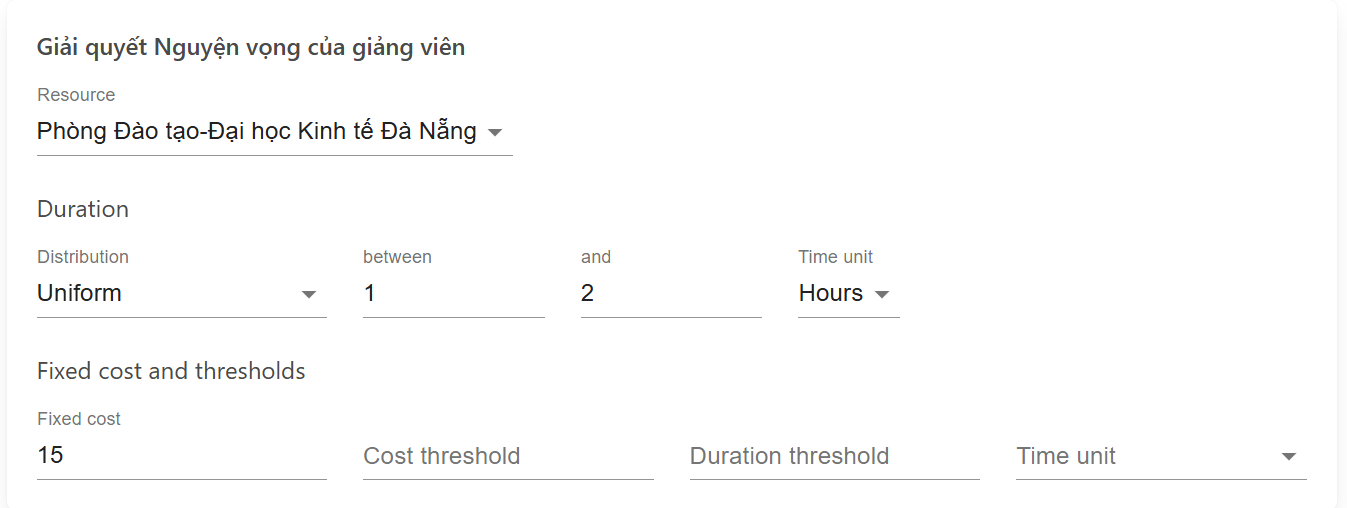 Giải quyết Nguyện vọng của giảng viên
Resource
Phòng Đào tạo-Đại học Kinh tế Đà Nẵng
Duration
Distribution between and Time unit
Uniform 1 2 Hours
Fixed cost and thresholds
Fixed cost
15 Cost threshold Duration threshold Time unit